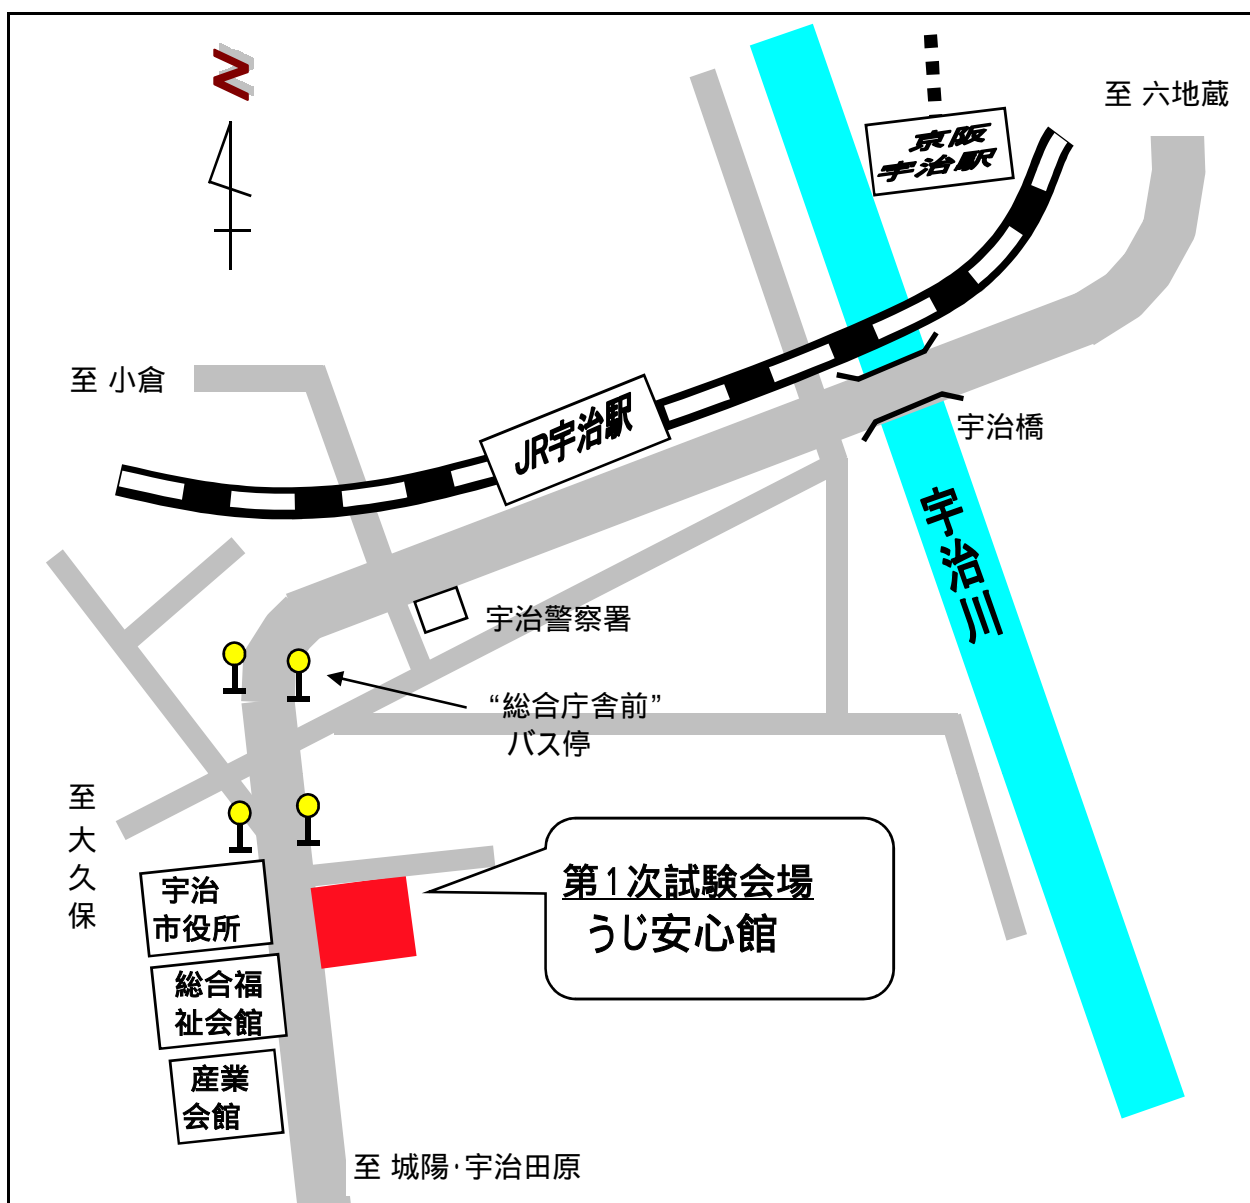 N
至 六地蔵
京阪
宇治駅
至 小倉
JR宇治駅
宇治橋
宇治川
宇治警察署
“総合庁舎前”
バス停
至 大久保
第1次試験会場
うじ安心館
宇治
市役所
総合福
祉会館
産業
会館
至 城陽・宇治田原